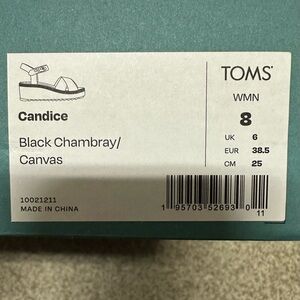 TOMS
WMN
8
UK 6
EUR 38.5
CM 25
Candice
Black Chambray/
Canvas
10021211
MADE IN CHINA
1 95703 52693 0
11